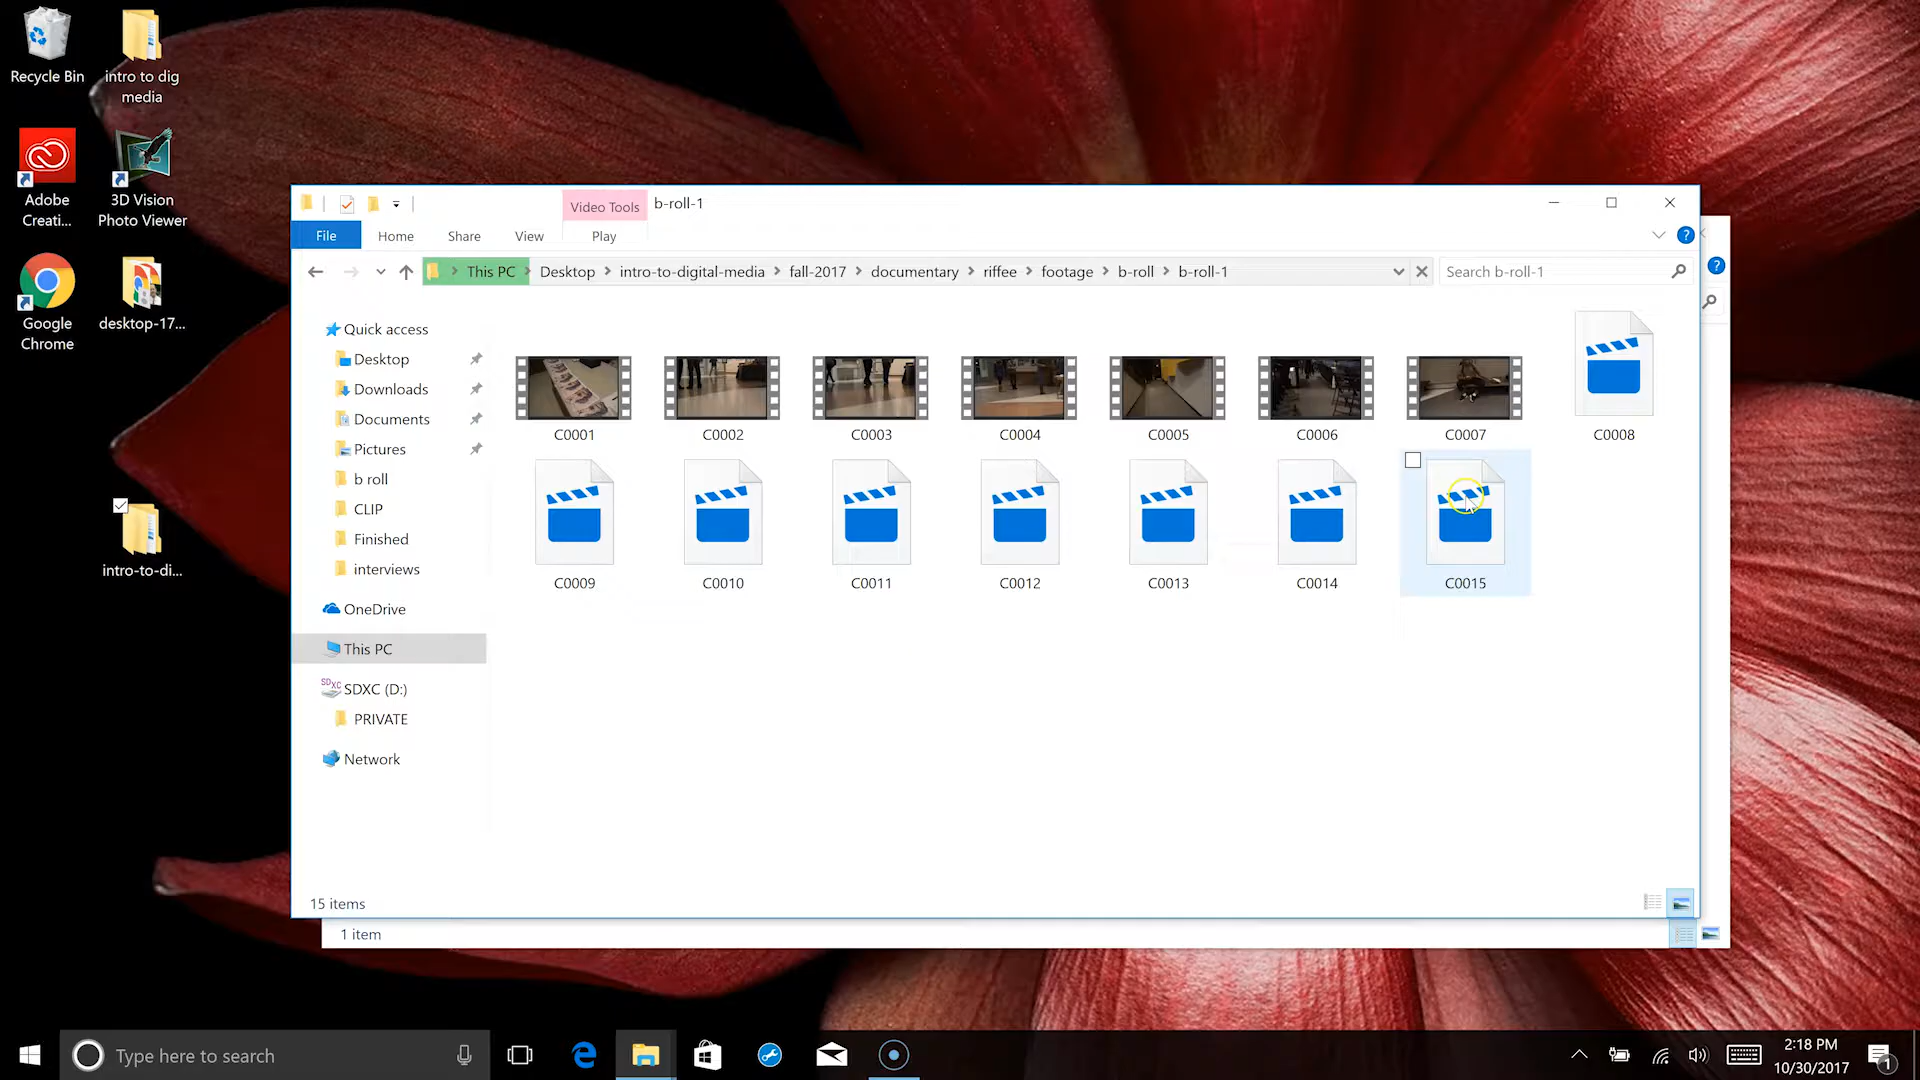 Recycle Bin
intro to dig
media
Adobe
Creati...
3D Vision
Photo Viewer
Google
Chrome
desktop-17...
intro-to-di...
Video Tools
b-roll-1
File
Home
Share
View
Play
This PC
Desktop
intro-to-digital-media
fall-2017
documentary
riffee
footage
b-roll
b-roll-1
Search b-roll-1
Quick access
Desktop
Downloads
Documents
Pictures
b roll
CLIP
Finished
interviews
OneDrive
This PC
SDXC (D:)
PRIVATE
Network
C0001
C0002
C0003
C0004
C0005
C0006
C0007
C0008
C0009
C0010
C0011
C0012
C0013
C0014
C0015
15 items
1 item
Type here to search
2:18 PM
10/30/2017
1